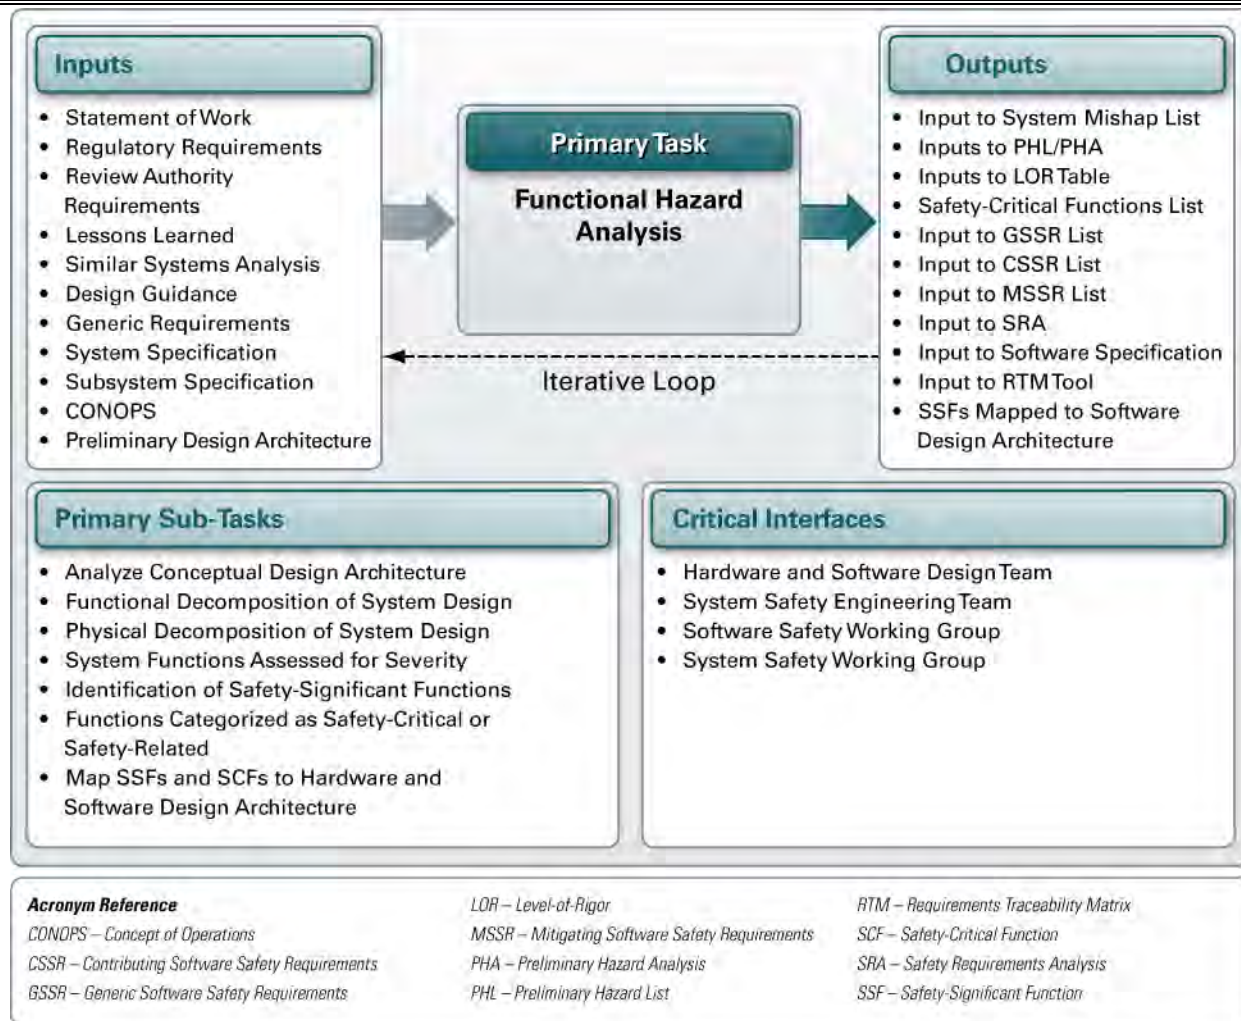 Inputs
• Statement of Work
• Regulatory Requirements
• Review Authority
Requirements
• Lessons Learned
• Similar Systems Analysis
• Design Guidance
• Generic Requirements
• System Specification
• Subsystem Specification
• CONOPS
• Preliminary Design Architecture
Primary Task
Functional Hazard
Analysis
Iterative Loop
Outputs
• Input to System Mishap List
• Inputs to PHL/PHA
• Inputs to LOR Table
• Safety-Critical Functions List
• Input to GSSR List
• Input to CSSR List
• Input to MSSR List
• Input to SRA
• Input to Software Specification
• Input to RTM Tool
• SSFs Mapped to Software
Design Architecture
Primary Sub-Tasks
• Analyze Conceptual Design Architecture
• Functional Decomposition of System Design
• Physical Decomposition of System Design
• System Functions Assessed for Severity
• Identification of Safety-Significant Functions
• Functions Categorized as Safety-Critical or
Safety-Related
• Map SSFs and SCFs to Hardware and
Software Design Architecture
Critical Interfaces
• Hardware and Software Design Team
• System Safety Engineering Team
• Software Safety Working Group
• System Safety Working Group
Acronym Reference
CONOPS – Concept of Operations
CSSR – Contributing Software Safety Requirements
GSSR – Generic Software Safety Requirements
LOR – Level-of-Rigor
MSSR – Mitigating Software Safety Requirements
PHA – Preliminary Hazard Analysis
PHL – Preliminary Hazard List
RTM – Requirements Traceability Matrix
SCF – Safety-Critical Function
SRA – Safety Requirements Analysis
SSF – Safety-Significant Function